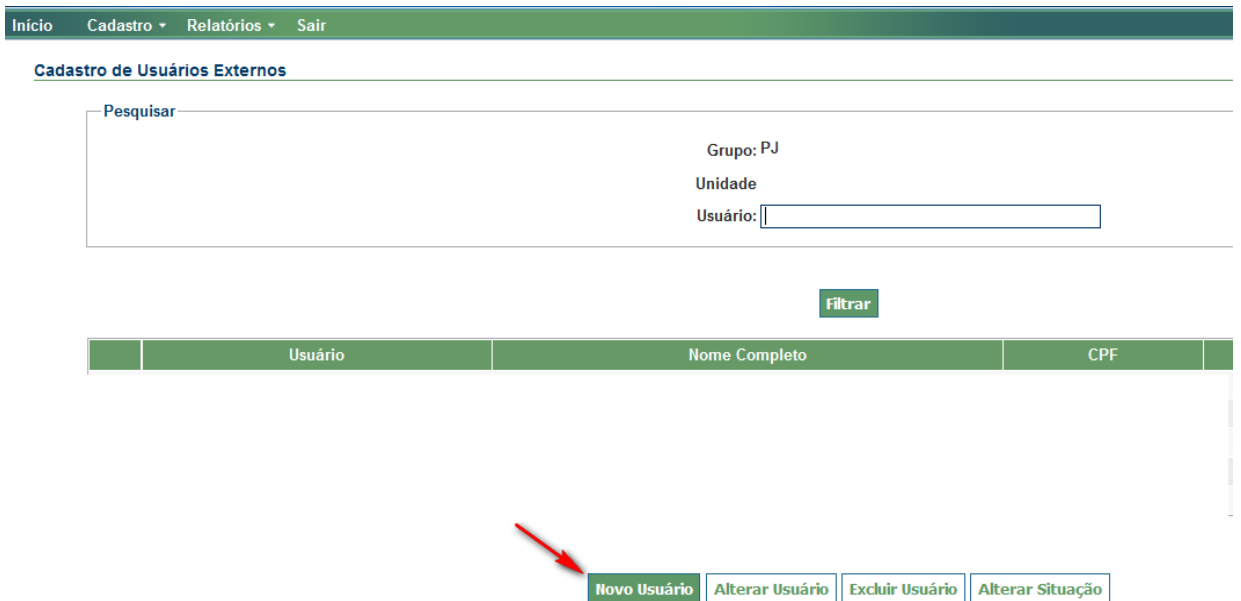 Início Cadastro Relatórios Sair
Cadastro de Usuários Externos
Pesquisar
Grupo: PJ
Unidade
Usuário:
Filtrar
Usuário Nome Completo CPF
Novo Usuário Alterar Usuário Excluir Usuário Alterar Situação